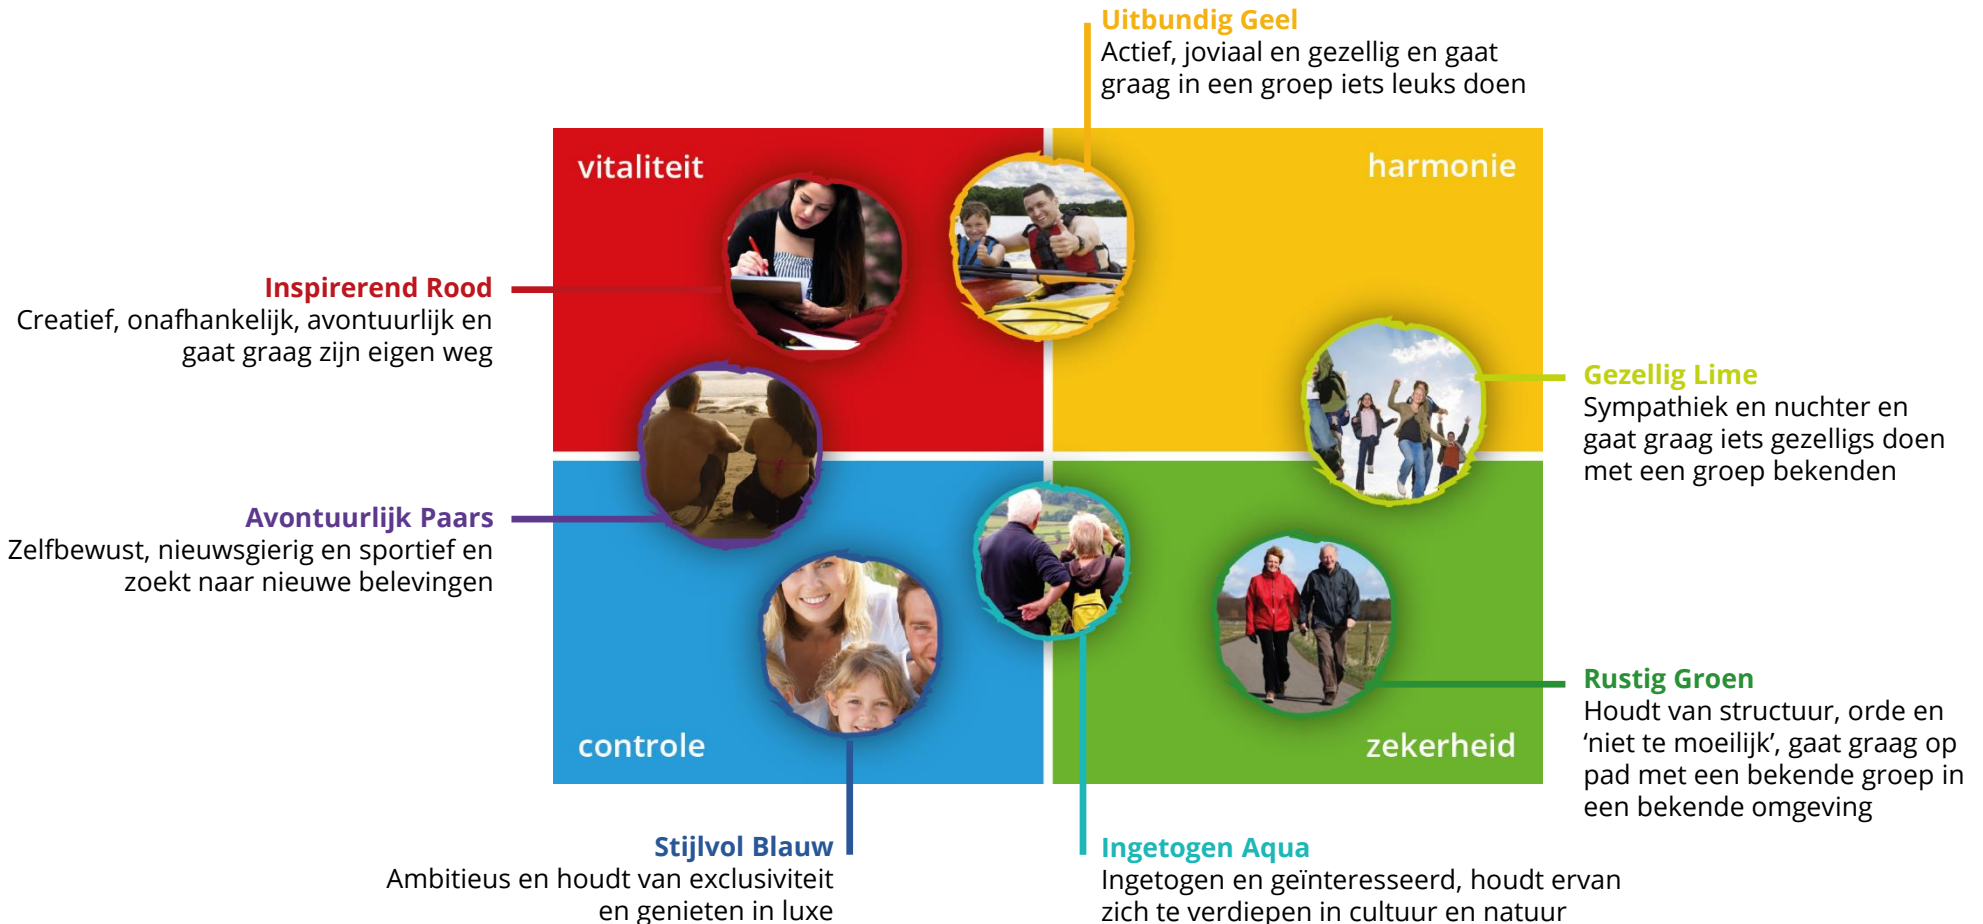 Uitbundig Geel
Actief, joviaal en gezellig en gaat
graag in een groep iets leuks doen
vitaliteit
harmonie
Inspirerend Rood
Creatief, onafhankelijk, avontuurlijk en
gaat graag zijn eigen weg
Gezellig Lime
Sympathiek en nuchter en
gaat graag iets gezelligs doen
met een groep bekenden
Avontuurlijk Paars
Zelfbewust, nieuwsgierig en sportief en
zoekt naar nieuwe belevingen
controle
zekerheid
Rustig Groen
Houdt van structuur, orde en
‘niet te moeilijk’, gaat graag op
pad met een bekende groep in
een bekende omgeving
Stijlvol Blauw
Ambitieus en houdt van exclusiviteit
en genieten in luxe
Ingetogen Aqua
Ingetogen en geïnteresseerd, houdt ervan
zich te verdiepen in cultuur en natuur